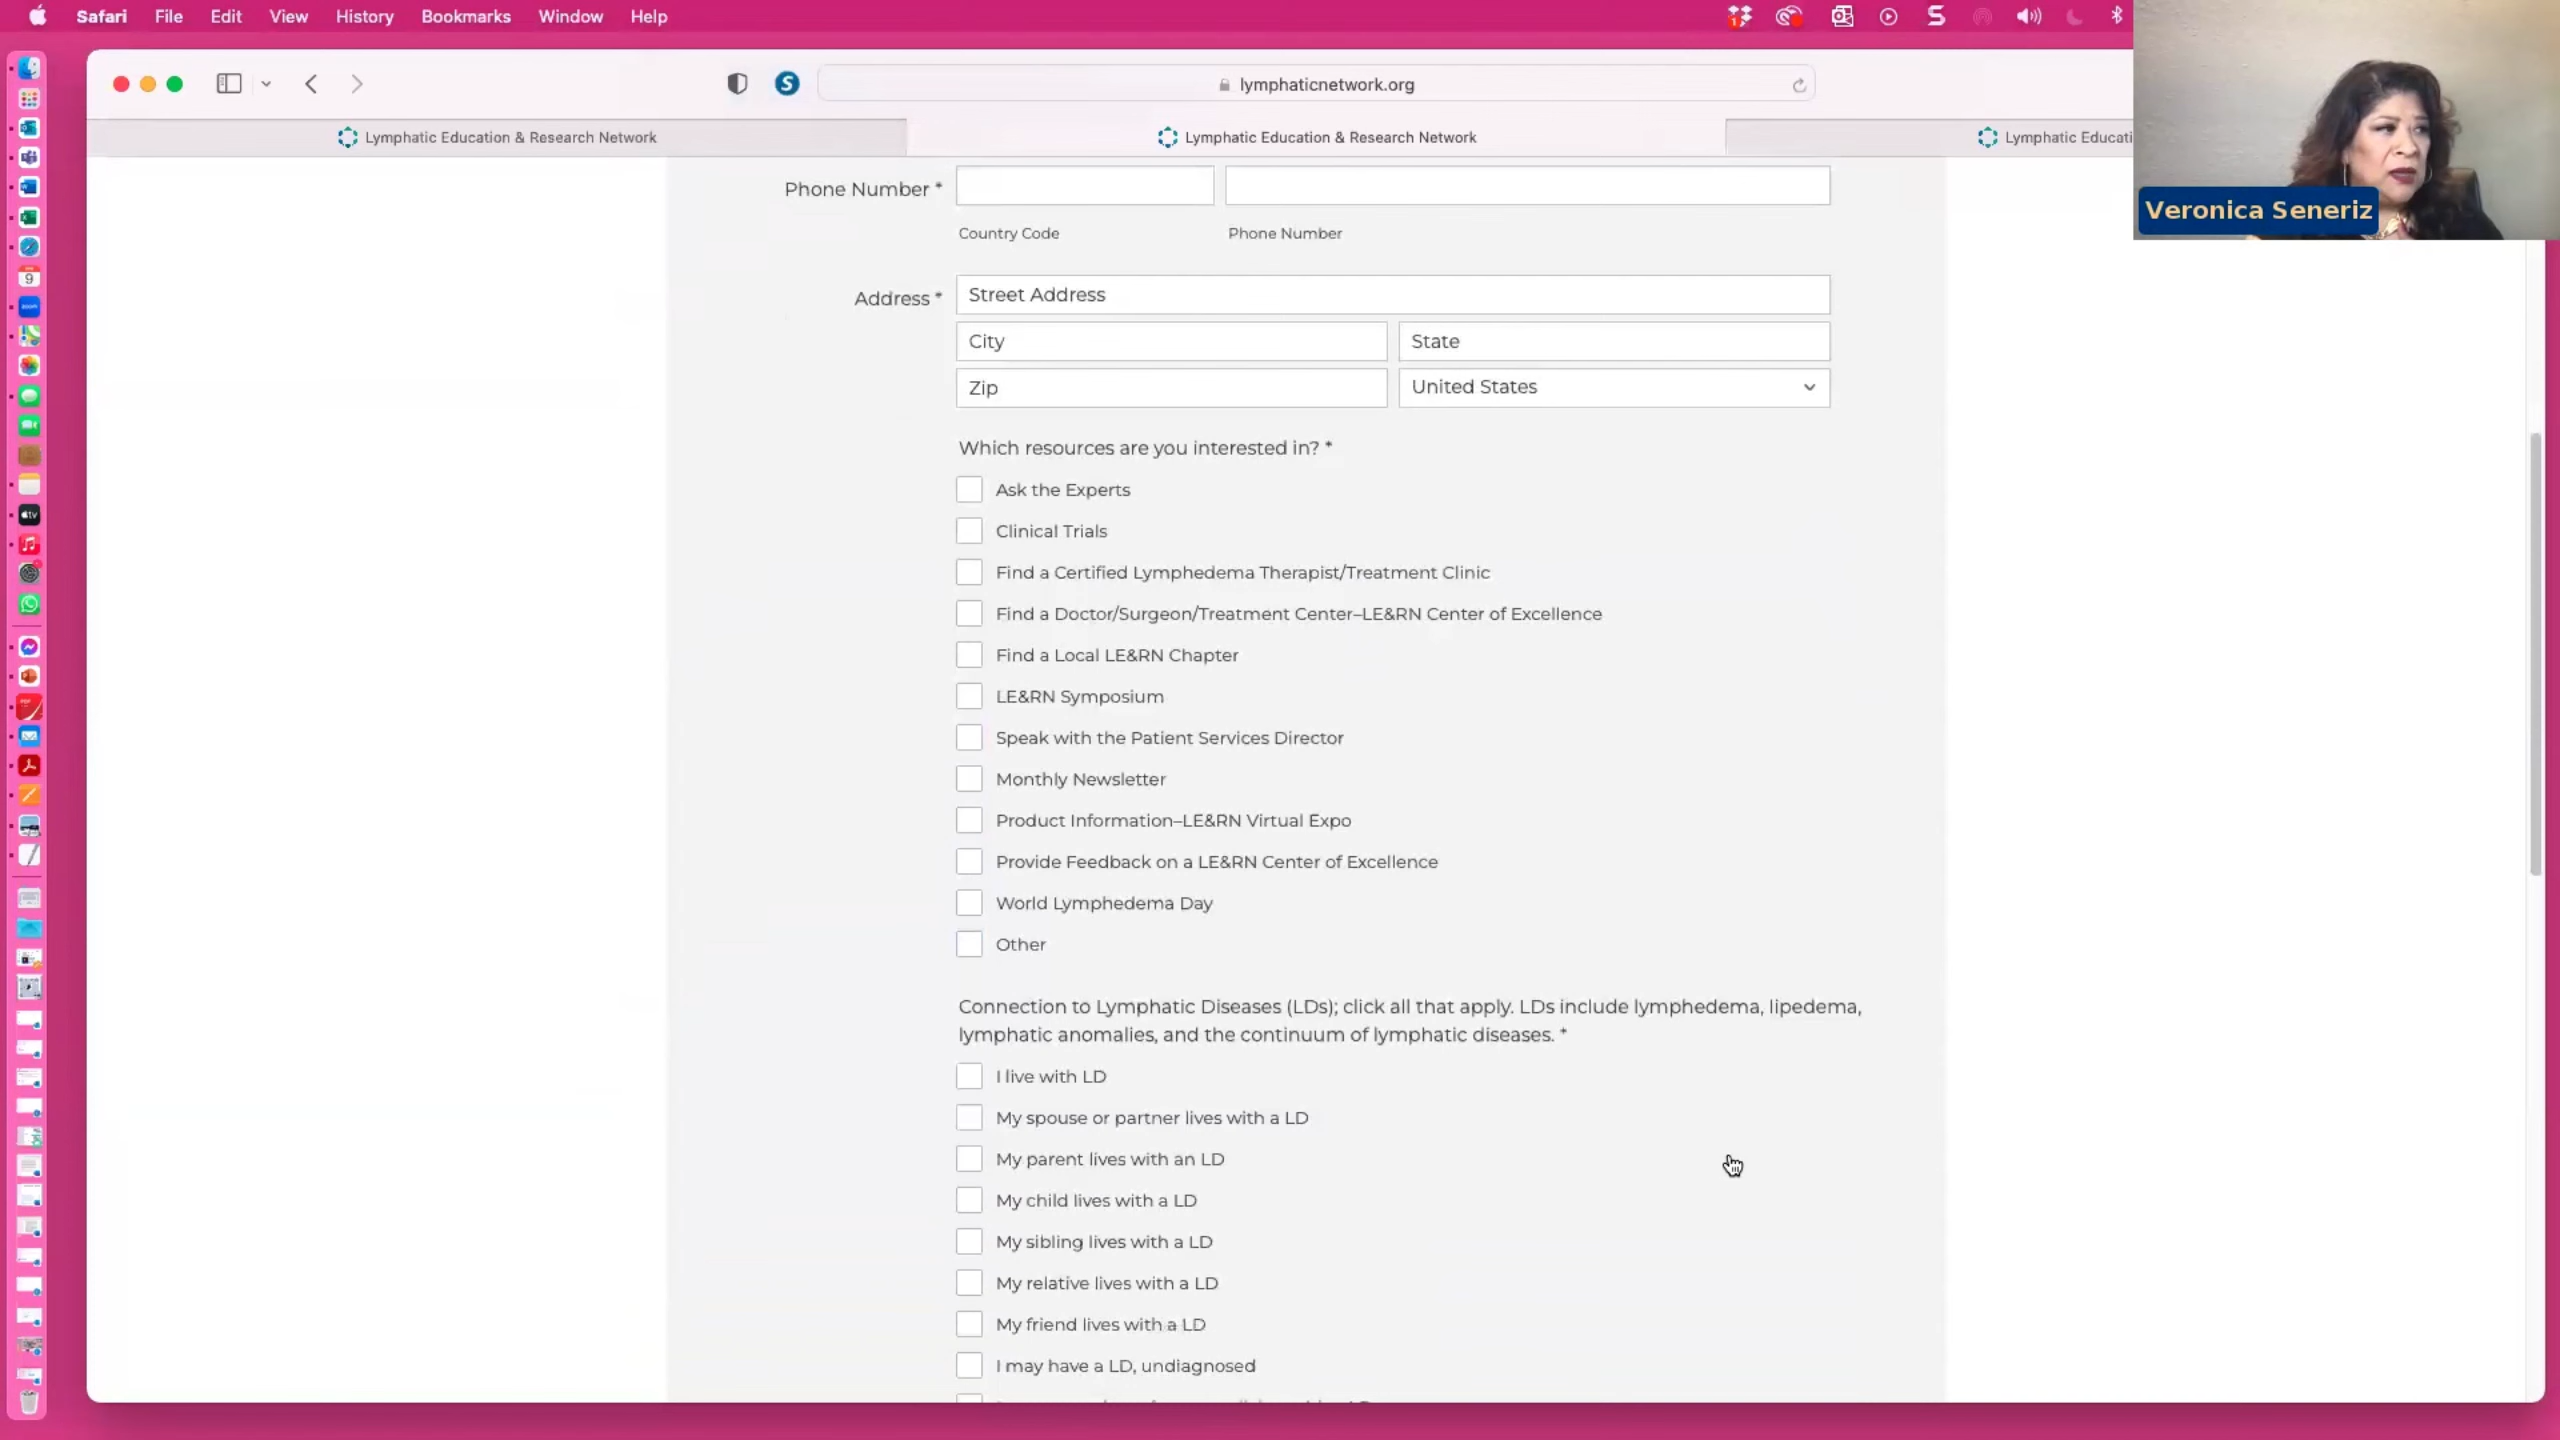 Safari File Edit View History Bookmarks Window Help
lymphaticnetwork.org
Lymphatic Education & Research Network
Lymphatic Education & Research Network
Lymphatic Educati
Veronica Seneriz
Phone Number *
Country Code
Phone Number
Address *
Street Address
City
State
Zip
United States
Which resources are you interested in? *
Ask the Experts
Clinical Trials
Find a Certified Lymphedema Therapist/Treatment Clinic
Find a Doctor/Surgeon/Treatment Center–LE&RN Center of Excellence
Find a Local LE&RN Chapter
LE&RN Symposium
Speak with the Patient Services Director
Monthly Newsletter
Product Information–LE&RN Virtual Expo
Provide Feedback on a LE&RN Center of Excellence
World Lymphedema Day
Other
Connection to Lymphatic Diseases (LDs); click all that apply. LDs include lymphedema, lipedema,
lymphatic anomalies, and the continuum of lymphatic diseases. *
I live with LD
My spouse or partner lives with a LD
My parent lives with an LD
My child lives with a LD
My sibling lives with a LD
My relative lives with a LD
My friend lives with a LD
I may have a LD, undiagnosed